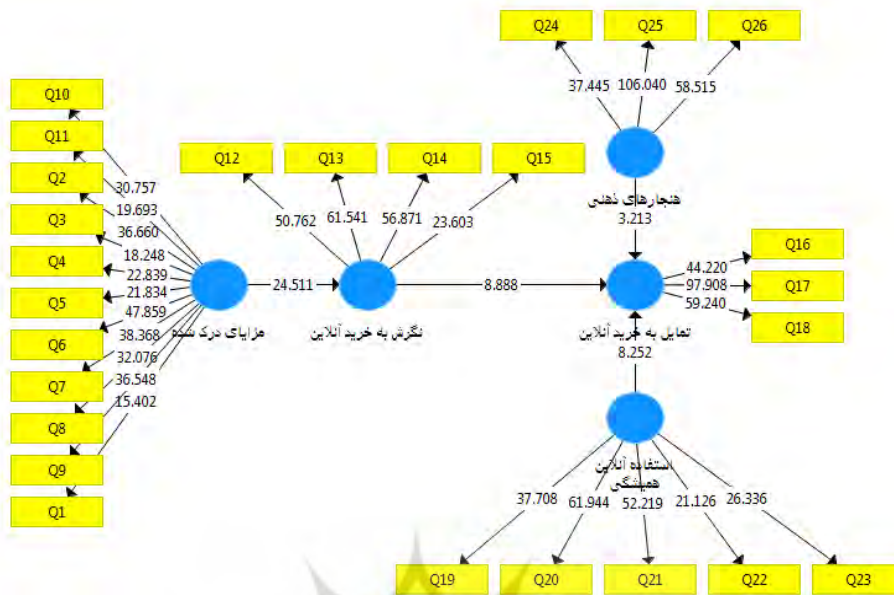 Q24 Q25 Q26
37.445 106.040 58.515
هنجارهای ذهنی
3.213
Q10
Q11
Q2
Q3
Q4
Q5
Q6
Q7
Q8
Q9
Q1
30.757
19.693
36.660
18.248
22.839
21.834
47.859
38.368
32.076
36.548
15.402
مزایای درک شده
24.511
Q12 Q13 Q14 Q15
50.762 61.541 56.871 23.603
نگرش به خرید آنلاین
8.888
تمایل به خرید آنلاین
44.220
97.908
59.240
Q16
Q17
Q18
8.252
استفاده آنلاین
همیشگی
37.708 61.944 52.219 21.126 26.336
Q19 Q20 Q21 Q22 Q23